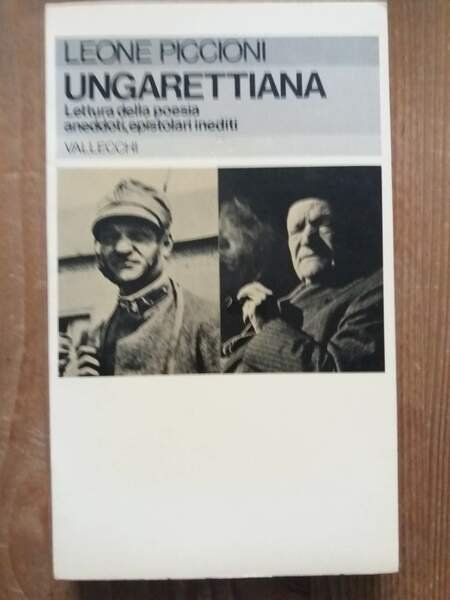 LEONE PICCIONI
UNGARETTIANA
Lettura della poesia
aneddoti, epistolari inediti
VALLECCHI